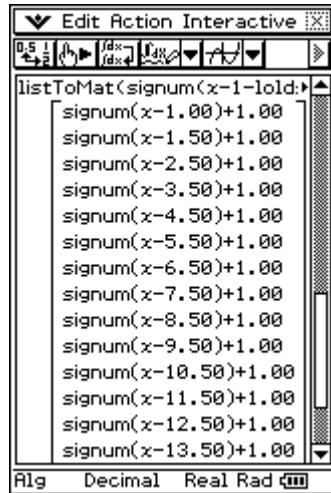 Edit Action Interactive
listToMat(signum(x-1-lold:
signum(x-1.00)+1.00
signum(x-1.50)+1.00
signum(x-2.50)+1.00
signum(x-3.50)+1.00
signum(x-4.50)+1.00
signum(x-5.50)+1.00
signum(x-6.50)+1.00
signum(x-7.50)+1.00
signum(x-8.50)+1.00
signum(x-9.50)+1.00
signum(x-10.50)+1.00
signum(x-11.50)+1.00
signum(x-12.50)+1.00
signum(x-13.50)+1.00
Alg Decimal Real Rad